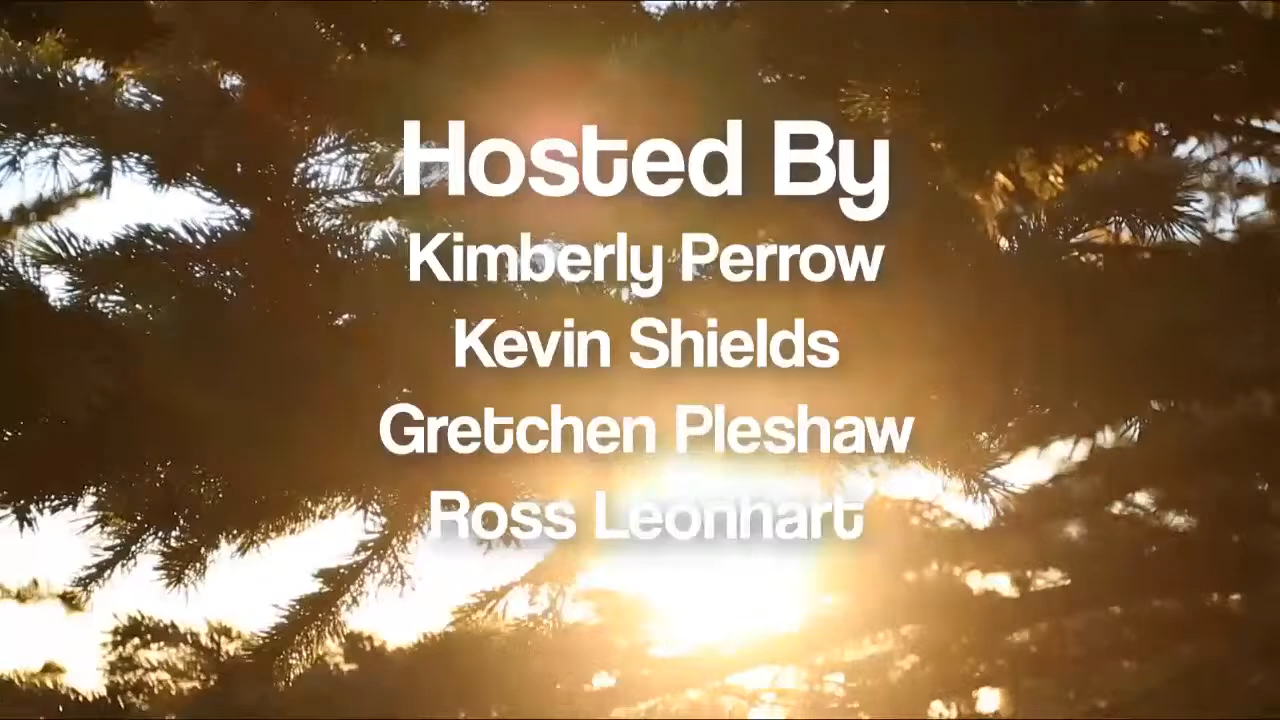 Hosted By
Kimberly Perrow
Kevin Shields
Gretchen Pleshaw
Ross Leonhart